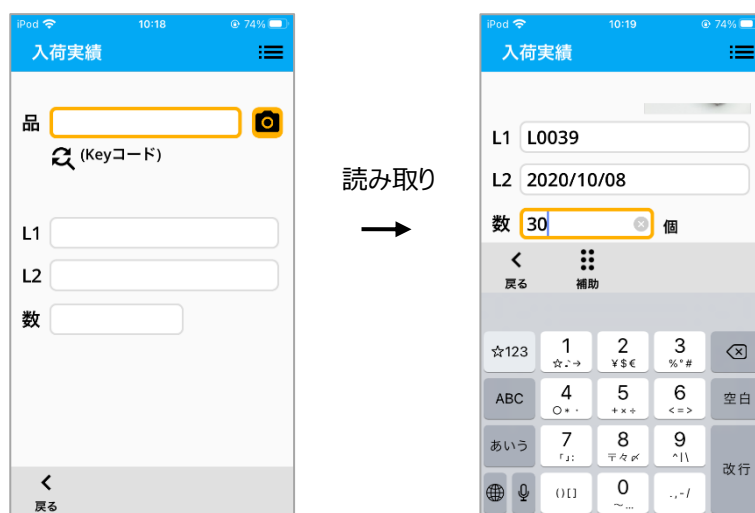 iPod 10:18 74%
入荷実績
品
(Keyコード)
L1
L2
数
戻る
読み取り
iPod 10:19 74%
入荷実績
L1 L0039
L2 2020/10/08
数 30 個
戻る 補助
☆123 1 2 3
☆♪→ ¥$€ %°#
ABC 4 5 6 空白
○*・ +×÷ <=>
あいう 7 8 9
「」: 〒々〆 ^|\
改行
()[] 0 .,-/
~…